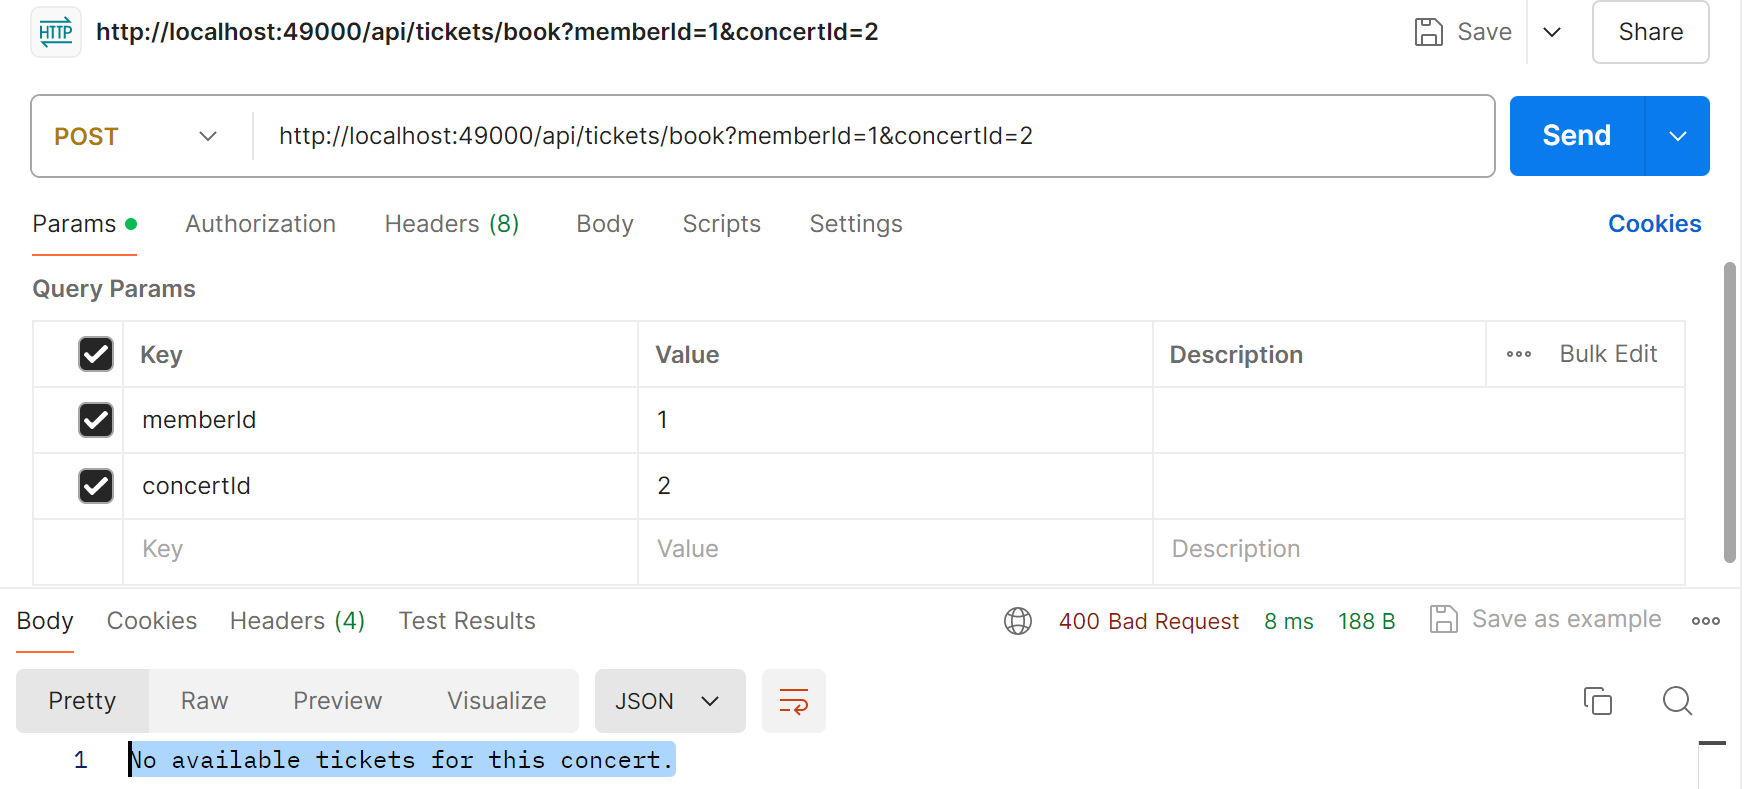 HTTP http://localhost:49000/api/tickets/book?memberId=1&concertId=2 Save Share
POST http://localhost:49000/api/tickets/book?memberId=1&concertId=2 Send
Params Authorization Headers (8) Body Scripts Settings Cookies
Query Params
Key Value Description Bulk Edit
memberId 1
concertId 2
Key Value Description
Body Cookies Headers (4) Test Results 400 Bad Request 8 ms 188 B Save as example
Pretty Raw Preview Visualize JSON
1 No available tickets for this concert.